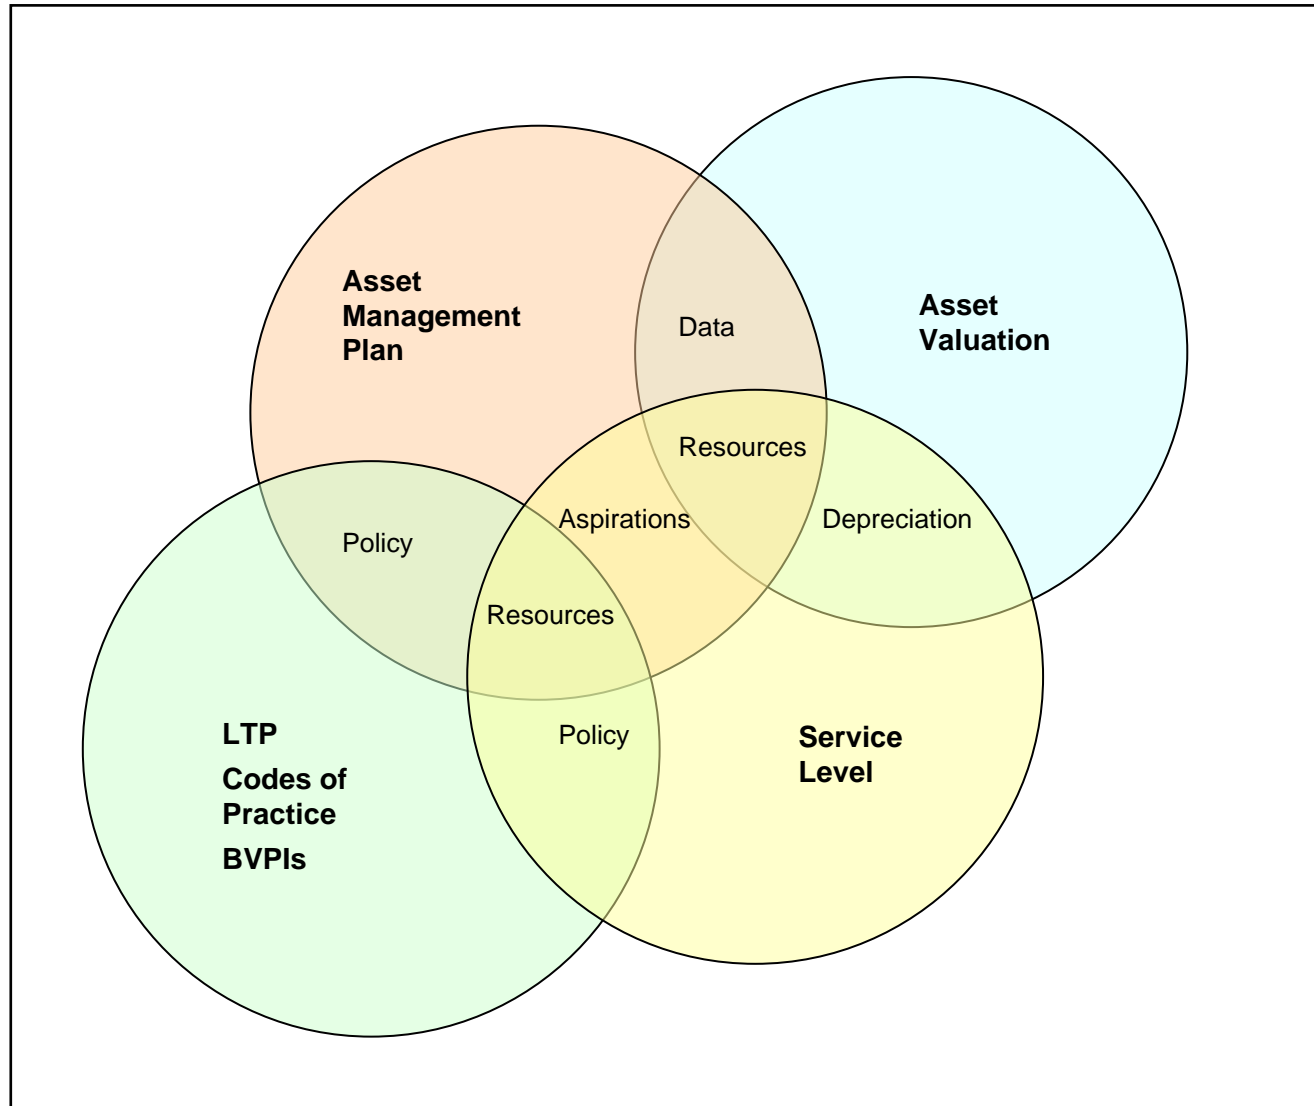 Asset
Management
Plan
Asset
Valuation
Data
Resources
Aspirations
Depreciation
Policy
Resources
Policy
LTP
Codes of
Practice
BVPIs
Service
Level